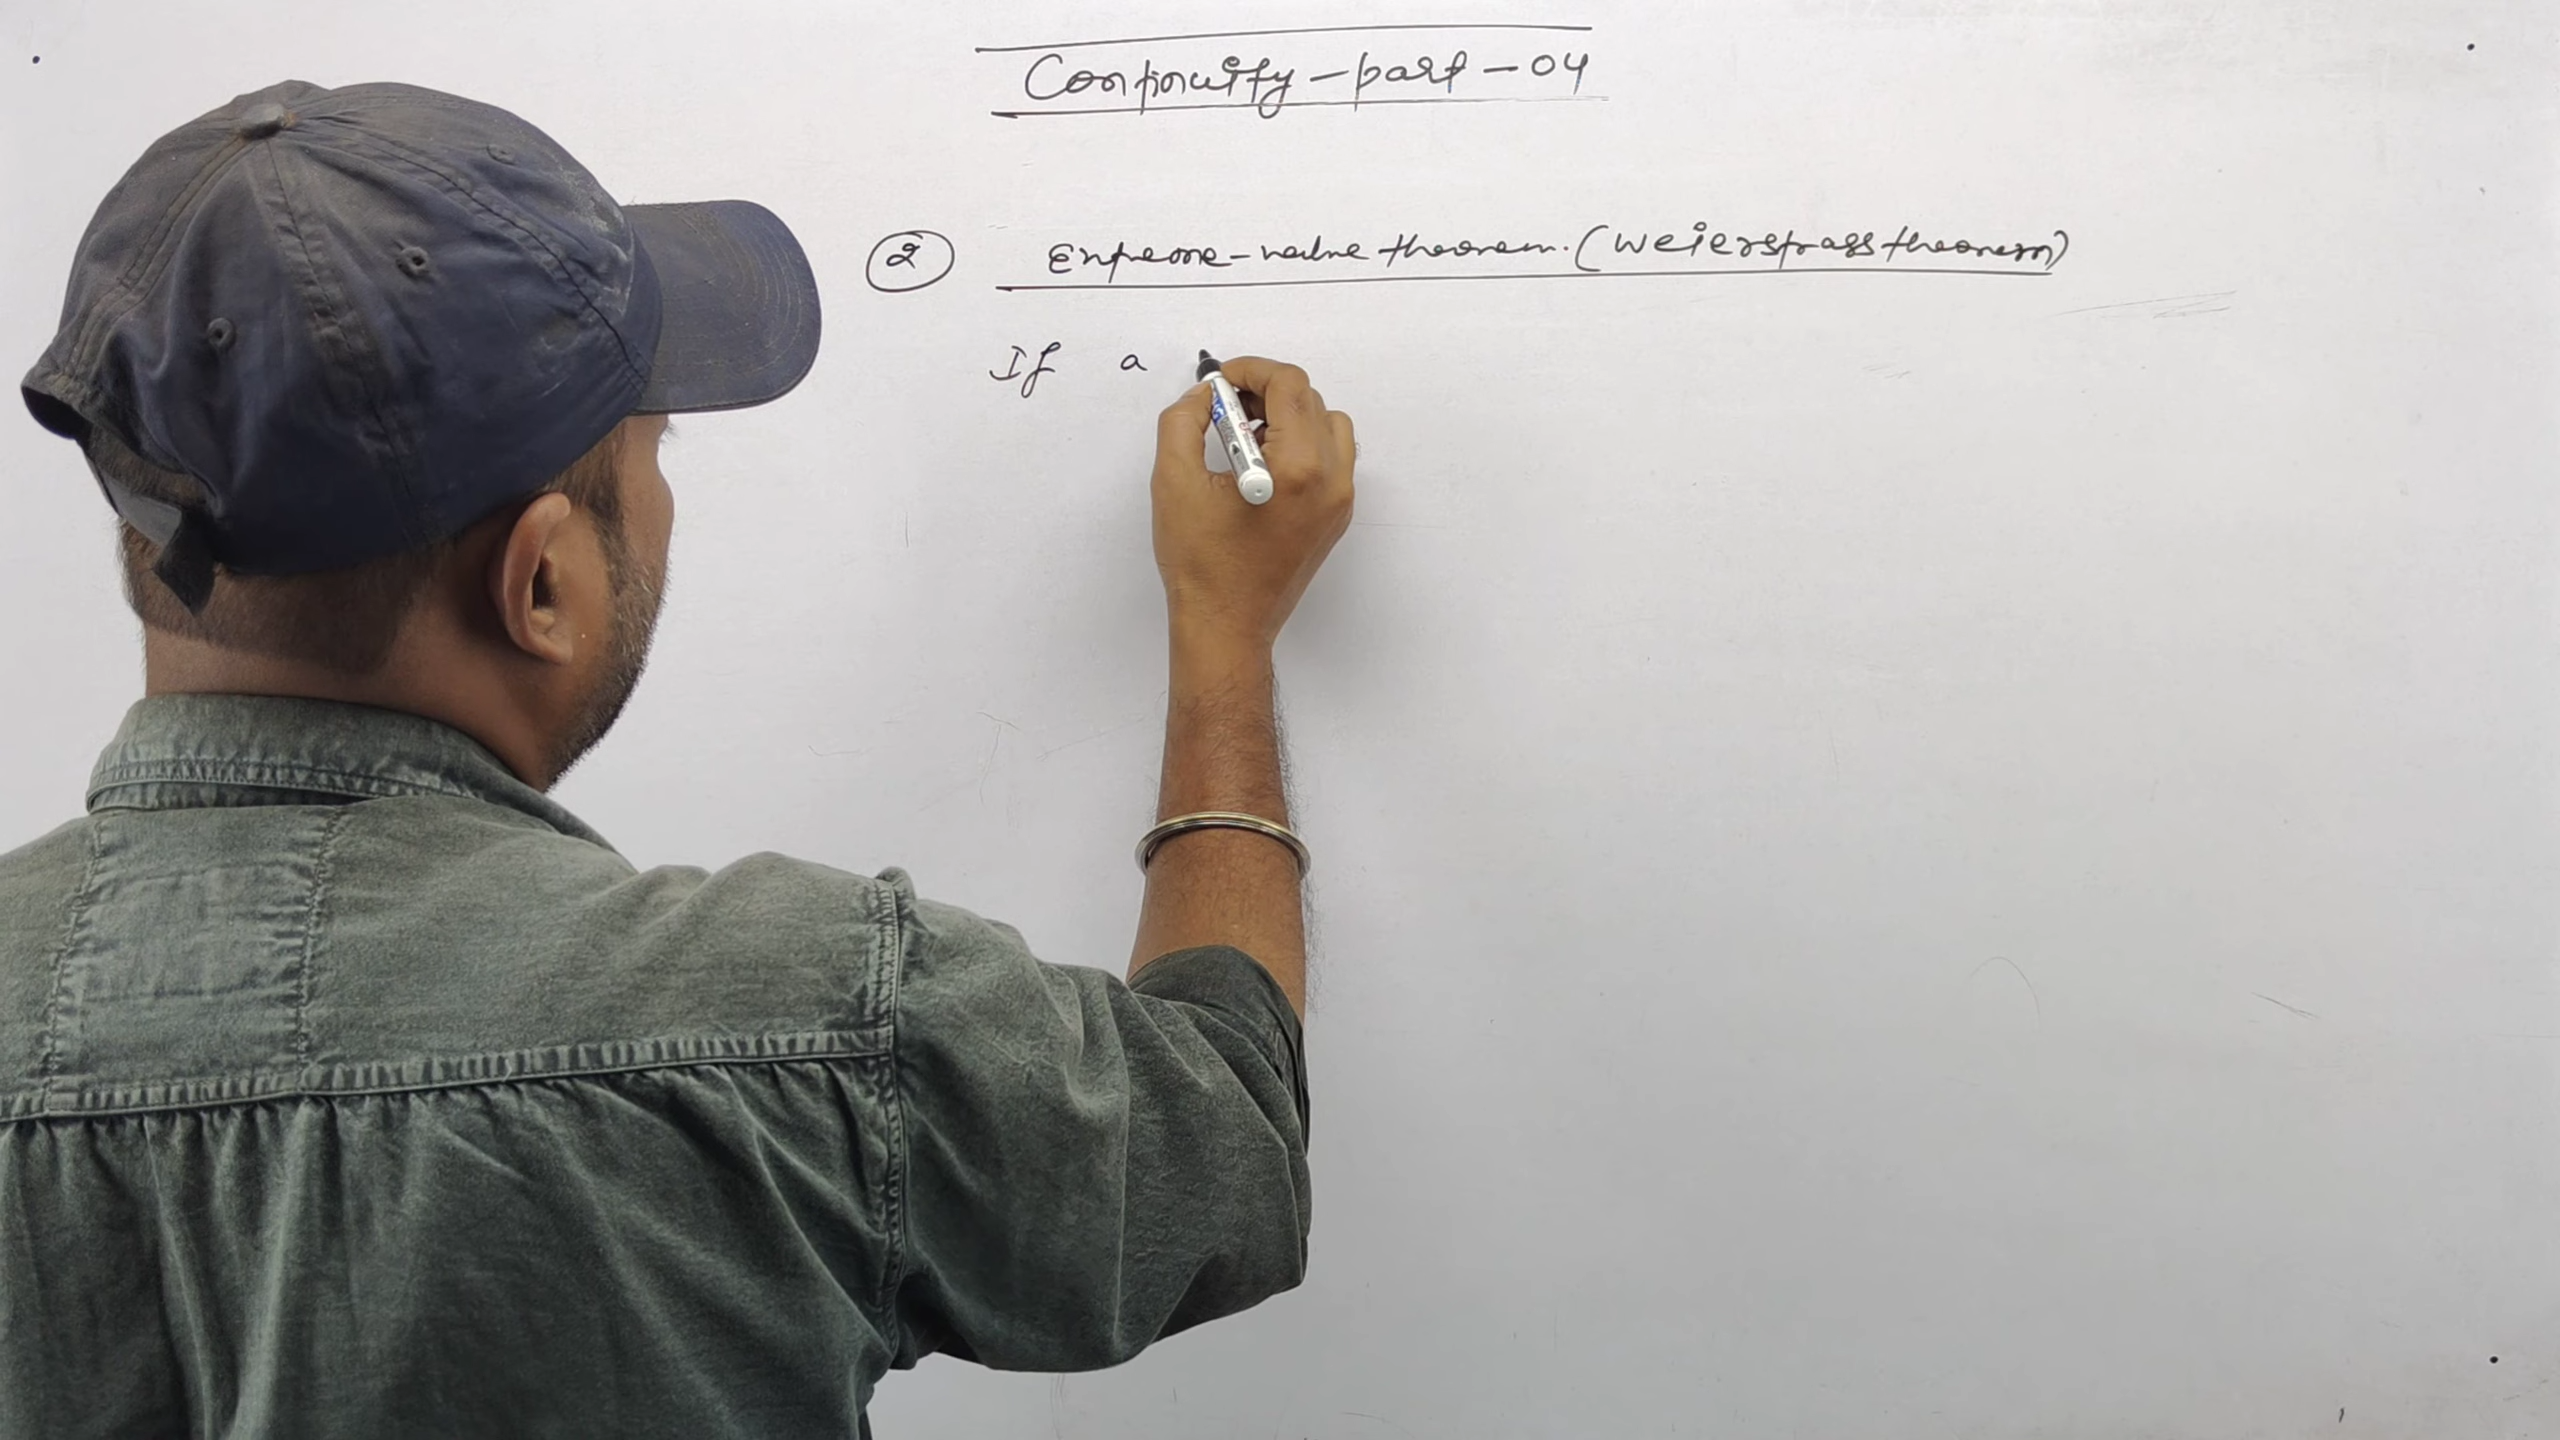 Continuity - part - 04
2 Extreme - value theorem. (Weierstrass theorem)
If a